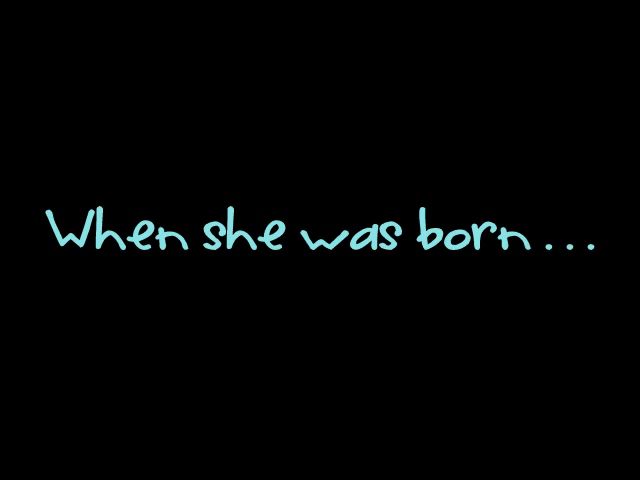 When she was born . . .